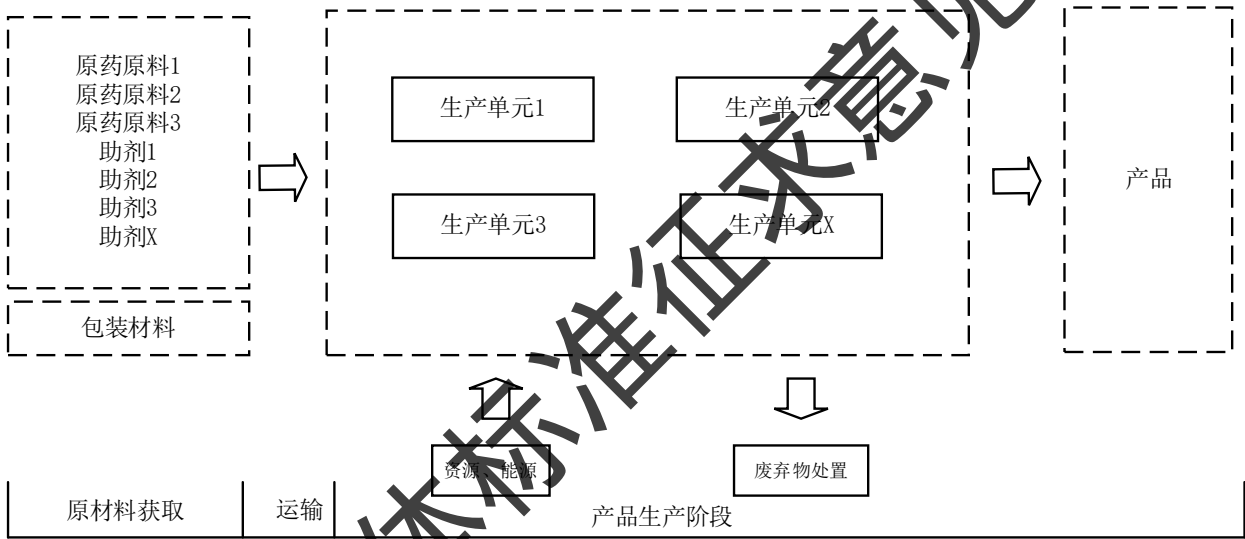 原药原料1
原药原料2
原药原料3
助剂1
助剂2
助剂3
助剂X
包装材料
生产单元1
生产单元2
生产单元3
生产单元X
产品
资源、能源
废弃物处置
原材料获取
运输
产品生产阶段
体标准征求意见